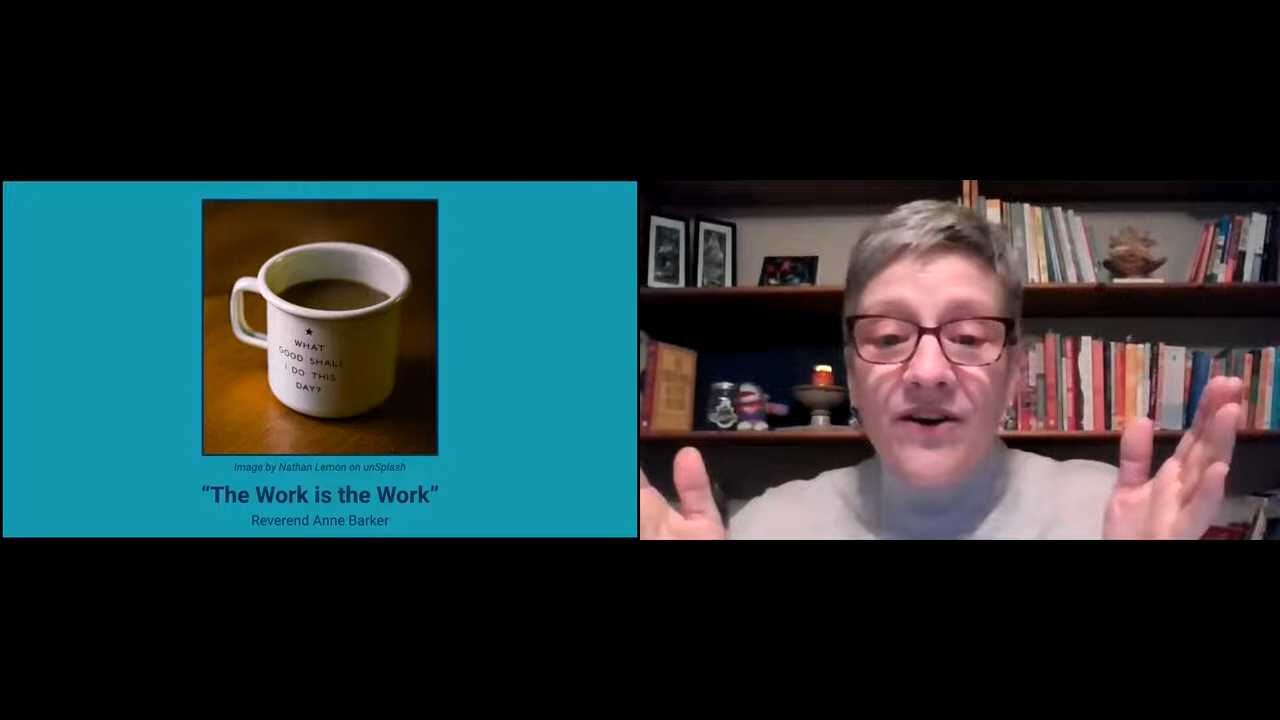 WHAT
GOOD SHALL
I DO THIS
DAY?
Image by Nathan Lemon on unSplash
“The Work is the Work”
Reverend Anne Barker